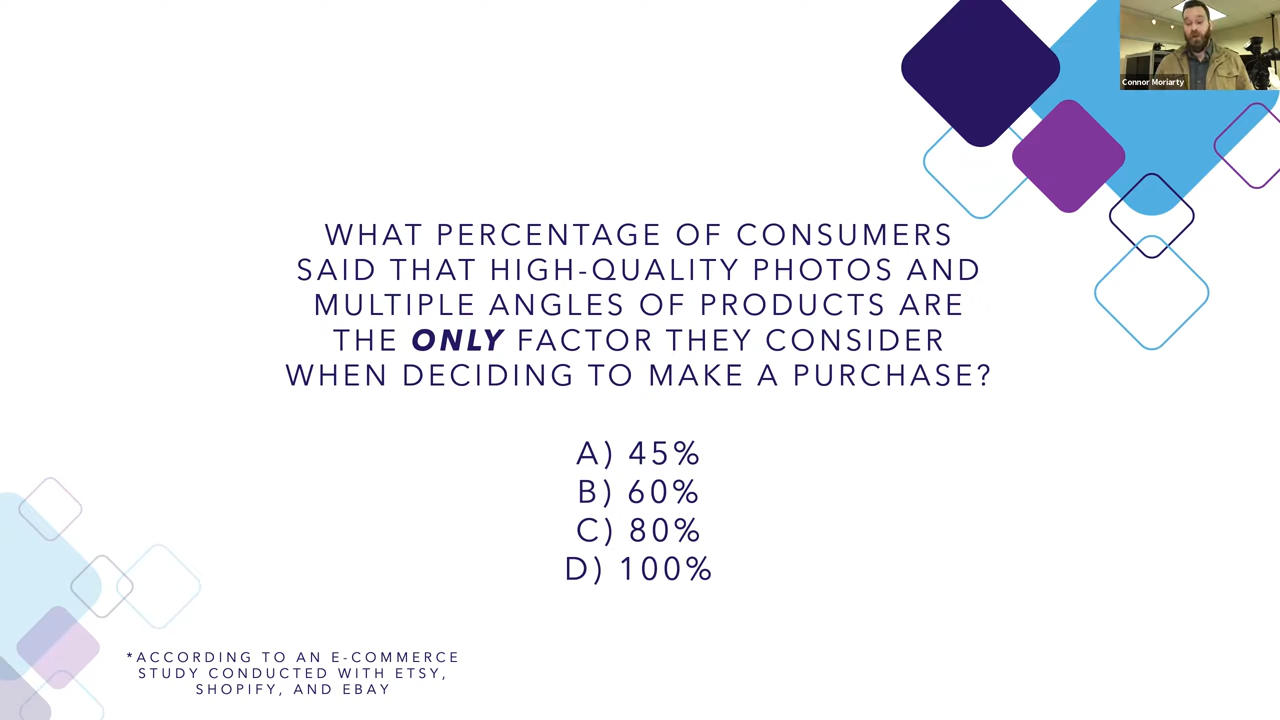 Connor Moriarty
WHAT PERCENTAGE OF CONSUMERS
SAID THAT HIGH-QUALITY PHOTOS AND
MULTIPLE ANGLES OF PRODUCTS ARE
THE ONLY FACTOR THEY CONSIDER
WHEN DECIDING TO MAKE A PURCHASE?
A) 45%
B) 60%
C) 80%
D) 100%
*ACCORDING TO AN E-COMMERCE
STUDY CONDUCTED WITH ETSY,
SHOPIFY, AND EBAY